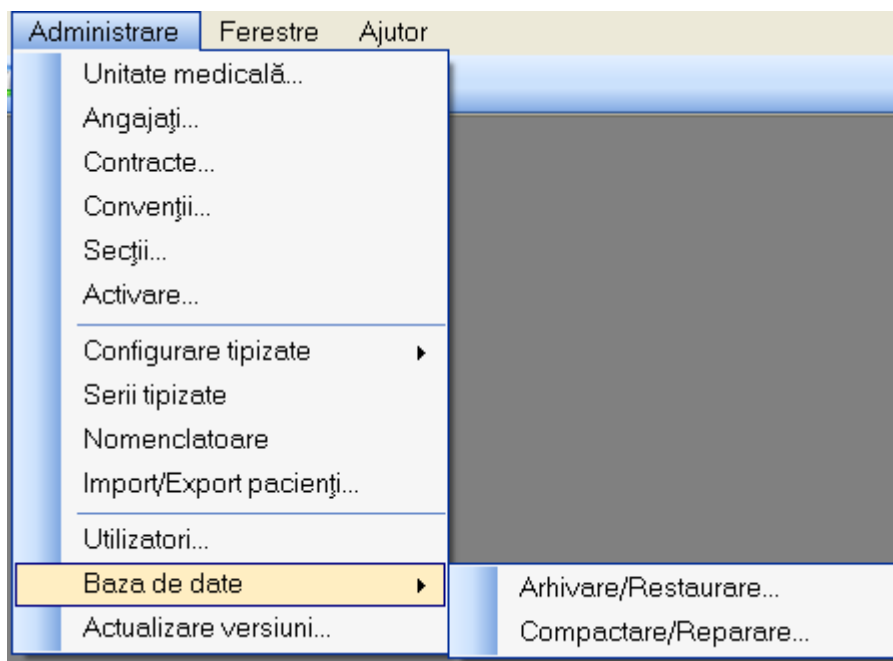 Administrare Ferestre Ajutor
Unitate medicală...
Angajaţi...
Contracte...
Convenţii...
Secţii...
Activare...
Configurare tipizate
Serii tipizate
Nomenclatoare
Import/Export pacienţi...
Utilizatori...
Baza de date
Arhivare/Restaurare...
Actualizare versiuni...
Compactare/Reparare...